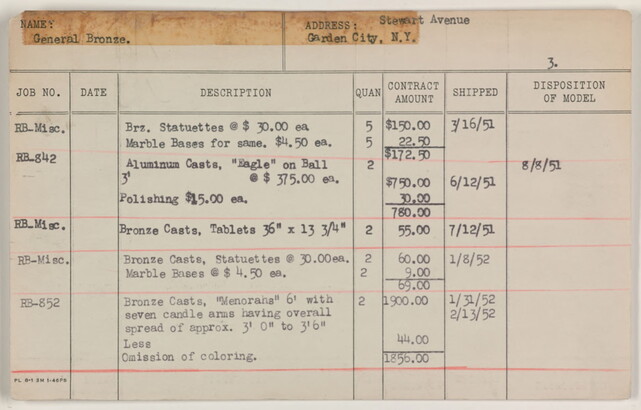 NAME: ADDRESS: Stewart Avenue
General Bronze. Garden City, N.Y.
3.
JOB NO. DATE DESCRIPTION QUAN CONTRACT AMOUNT SHIPPED DISPOSITION OF MODEL
RB-Misc. Brz. Statuettes @ $ 30.00 ea 5 $150.00 3/16/51
Marble Bases for same. $4.50 ea. 5 22.50
$172.50
RB-842 Aluminum Casts, "Eagle" on Ball 2 8/8/51
3' @ $ 375.00 ea. $750.00 6/12/51
Polishing $15.00 ea. 30.00
780.00
RB-Misc. Bronze Casts, Tablets 36" x 13 3/4" 2 55.00 7/12/51
RB-Misc. Bronze Casts, Statuettes @ 30.00ea. 2 60.00 1/8/52
Marble Bases @ $ 4.50 ea. 2 9.00
69.00
RB-852 Bronze Casts, "Menorahs" 6' with 2 1900.00 1/31/52
seven candle arms having overall 2/13/52
spread of approx. 3' 0" to 3'6"
Less 44.00
Omission of coloring. 1856.00